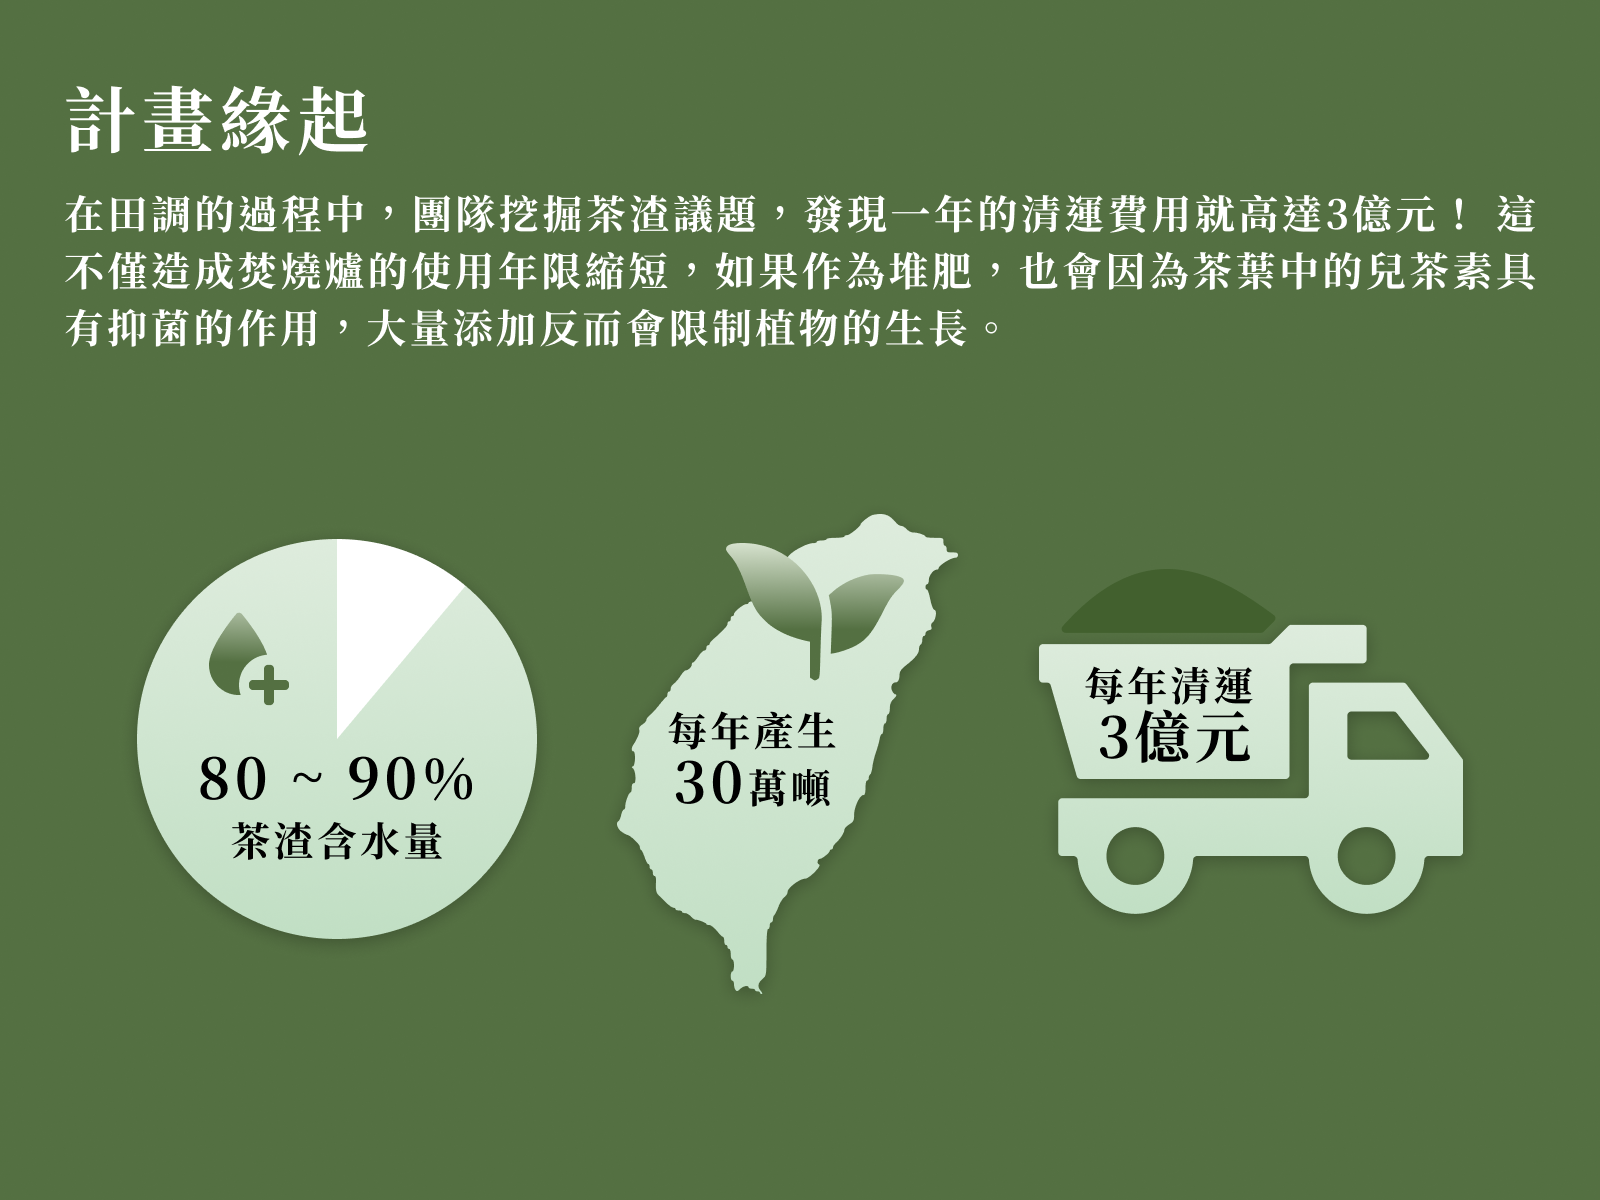 計畫緣起
在田調的過程中，團隊挖掘茶渣議題，發現一年的清運費用就高達3億元！ 這
不僅造成焚燒爐的使用年限縮短，如果作為堆肥，也會因為茶葉中的兒茶素具
有抑菌的作用，大量添加反而會限制植物的生長。
80 ~ 90%
茶渣含水量
每年產生
30萬噸
每年清運
3億元